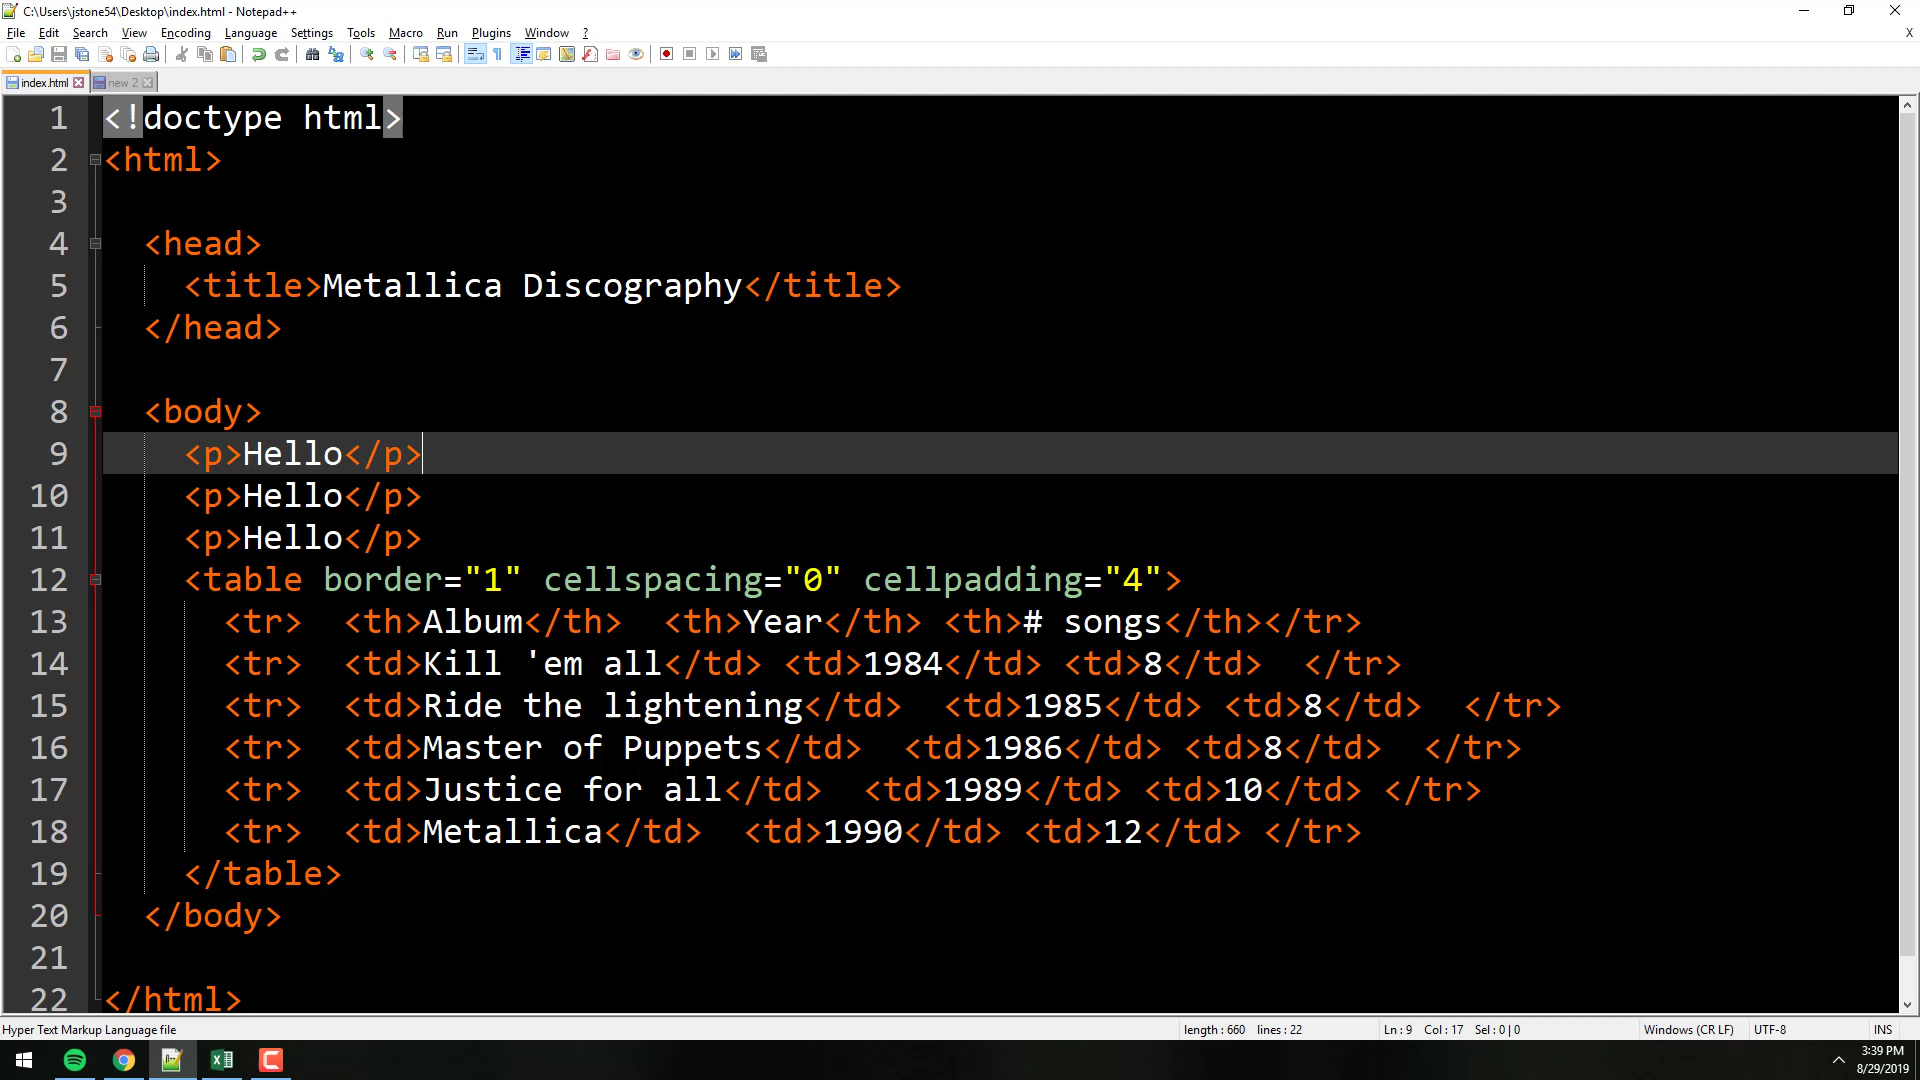 C:\Users\jstone54\Desktop\index.html - Notepad++
File Edit Search View Encoding Language Settings Tools Macro Run Plugins Window ? X
index.html new 2
1 <!doctype html>
2 <html>
3
4 <head>
5 <title>Metallica Discography</title>
6 </head>
7
8 <body>
9 <p>Hello</p>
10 <p>Hello</p>
11 <p>Hello</p>
12 <table border="1" cellspacing="0" cellpadding="4">
13 <tr> <th>Album</th> <th>Year</th> <th># songs</th></tr>
14 <tr> <td>Kill 'em all</td> <td>1984</td> <td>8</td> </tr>
15 <tr> <td>Ride the lightening</td> <td>1985</td> <td>8</td> </tr>
16 <tr> <td>Master of Puppets</td> <td>1986</td> <td>8</td> </tr>
17 <tr> <td>Justice for all</td> <td>1989</td> <td>10</td> </tr>
18 <tr> <td>Metallica</td> <td>1990</td> <td>12</td> </tr>
19 </table>
20 </body>
21
22 </html>
Hyper Text Markup Language file length : 660 lines : 22 Ln : 9 Col : 17 Sel : 0 | 0 Windows (CR LF) UTF-8 INS
3:39 PM
8/29/2019